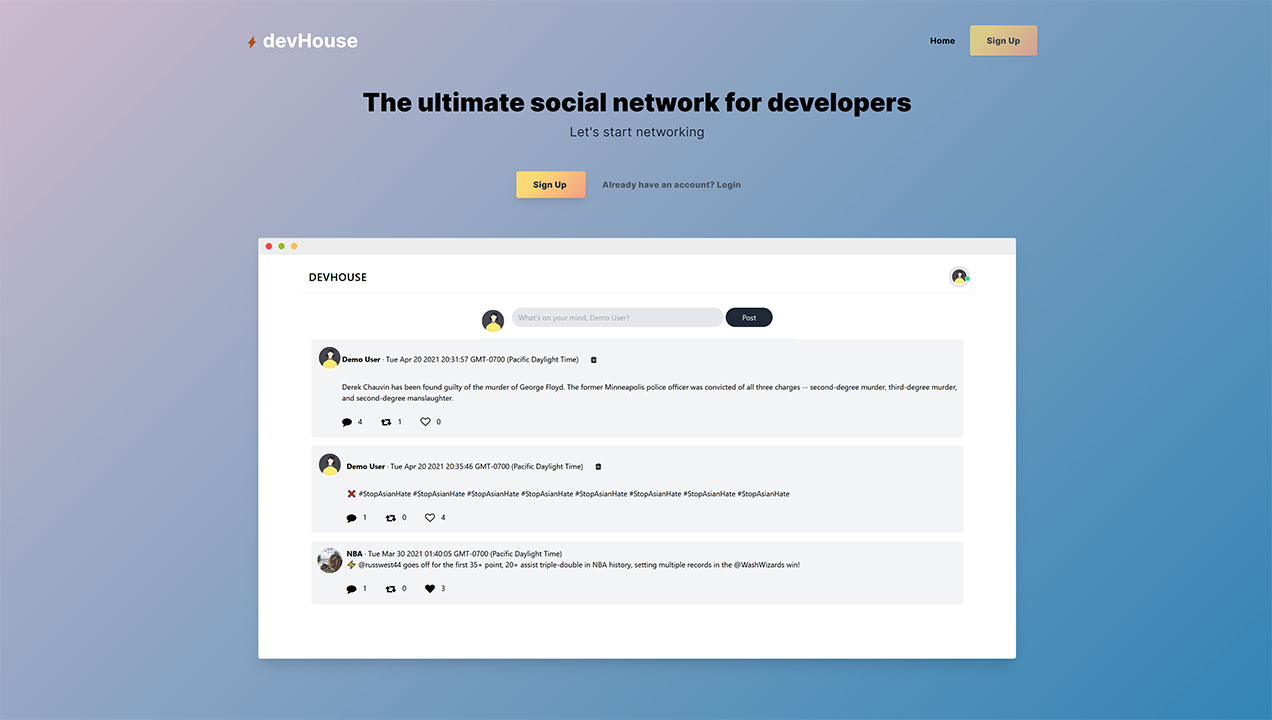 devHouse
Home
Sign Up
The ultimate social network for developers
Let's start networking
Sign Up
Already have an account? Login
DEVHOUSE
What's on your mind, Demo User?
Post
Demo User · Tue Apr 20 2021 20:31:57 GMT-0700 (Pacific Daylight Time)
Derek Chauvin has been found guilty of the murder of George Floyd. The former Minneapolis police officer was convicted of all three charges -- second-degree murder, third-degree murder,
and second-degree manslaughter.
4 1 0
Demo User · Tue Apr 20 2021 20:35:46 GMT-0700 (Pacific Daylight Time)
❌ #StopAsianHate #StopAsianHate #StopAsianHate #StopAsianHate #StopAsianHate #StopAsianHate #StopAsianHate #StopAsianHate
1 0 4
NBA · Tue Mar 30 2021 01:40:05 GMT-0700 (Pacific Daylight Time)
⚡ @russwest44 goes off for the first 35+ point, 20+ assist triple-double in NBA history, setting multiple records in the @WashWizards win!
1 0 3